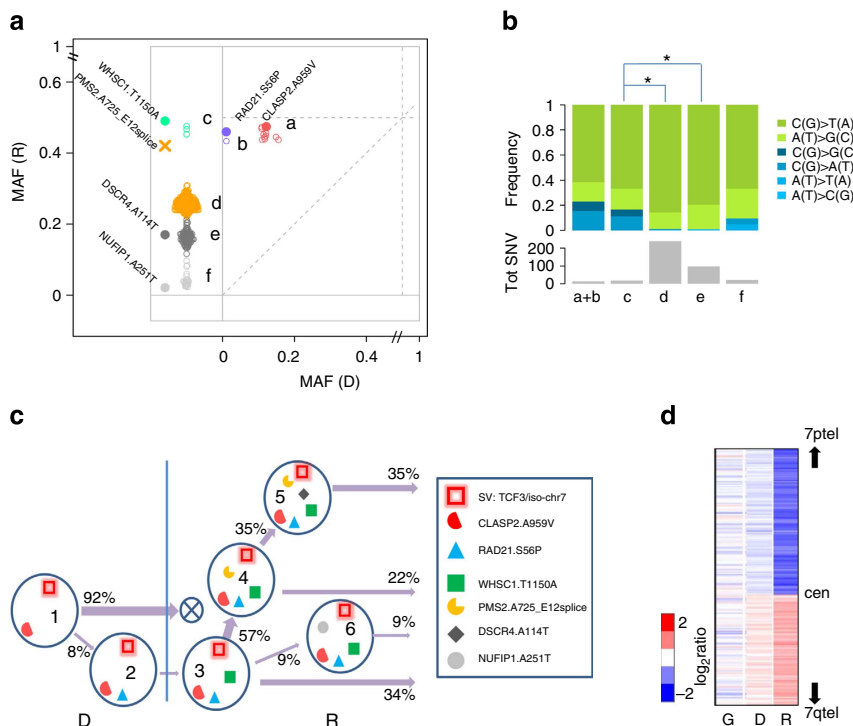 a
MAF (R)
1
0.6
0.4
0.2
0
WHSC1.T1150A
PMS2.A725_E12splice
RAD21.S56P
CLASP2.A959V
DSCR4.A114T
NUFIP1.A251T
c
b
a
d
e
f
0
0.2
0.4
1
MAF (D)
b
*
*
Frequency
1
0.8
0.6
0.4
0.2
0
C(G)>T(A)
A(T)>G(C)
C(G)>G(C
C(G)>A(T)
A(T)>T(A)
A(T)>C(G)
Tot SNV
200
100
0
a+b c d e f
c
1
92%
8%
2
3
57%
4
35%
5
35%
22%
6
9%
9%
34%
D
R
SV: TCF3/iso-chr7
CLASP2.A959V
RAD21.S56P
WHSC1.T1150A
PMS2.A725_E12splice
DSCR4.A114T
NUFIP1.A251T
d
7ptel
cen
7qtel
2
−2
log2ratio
G D R